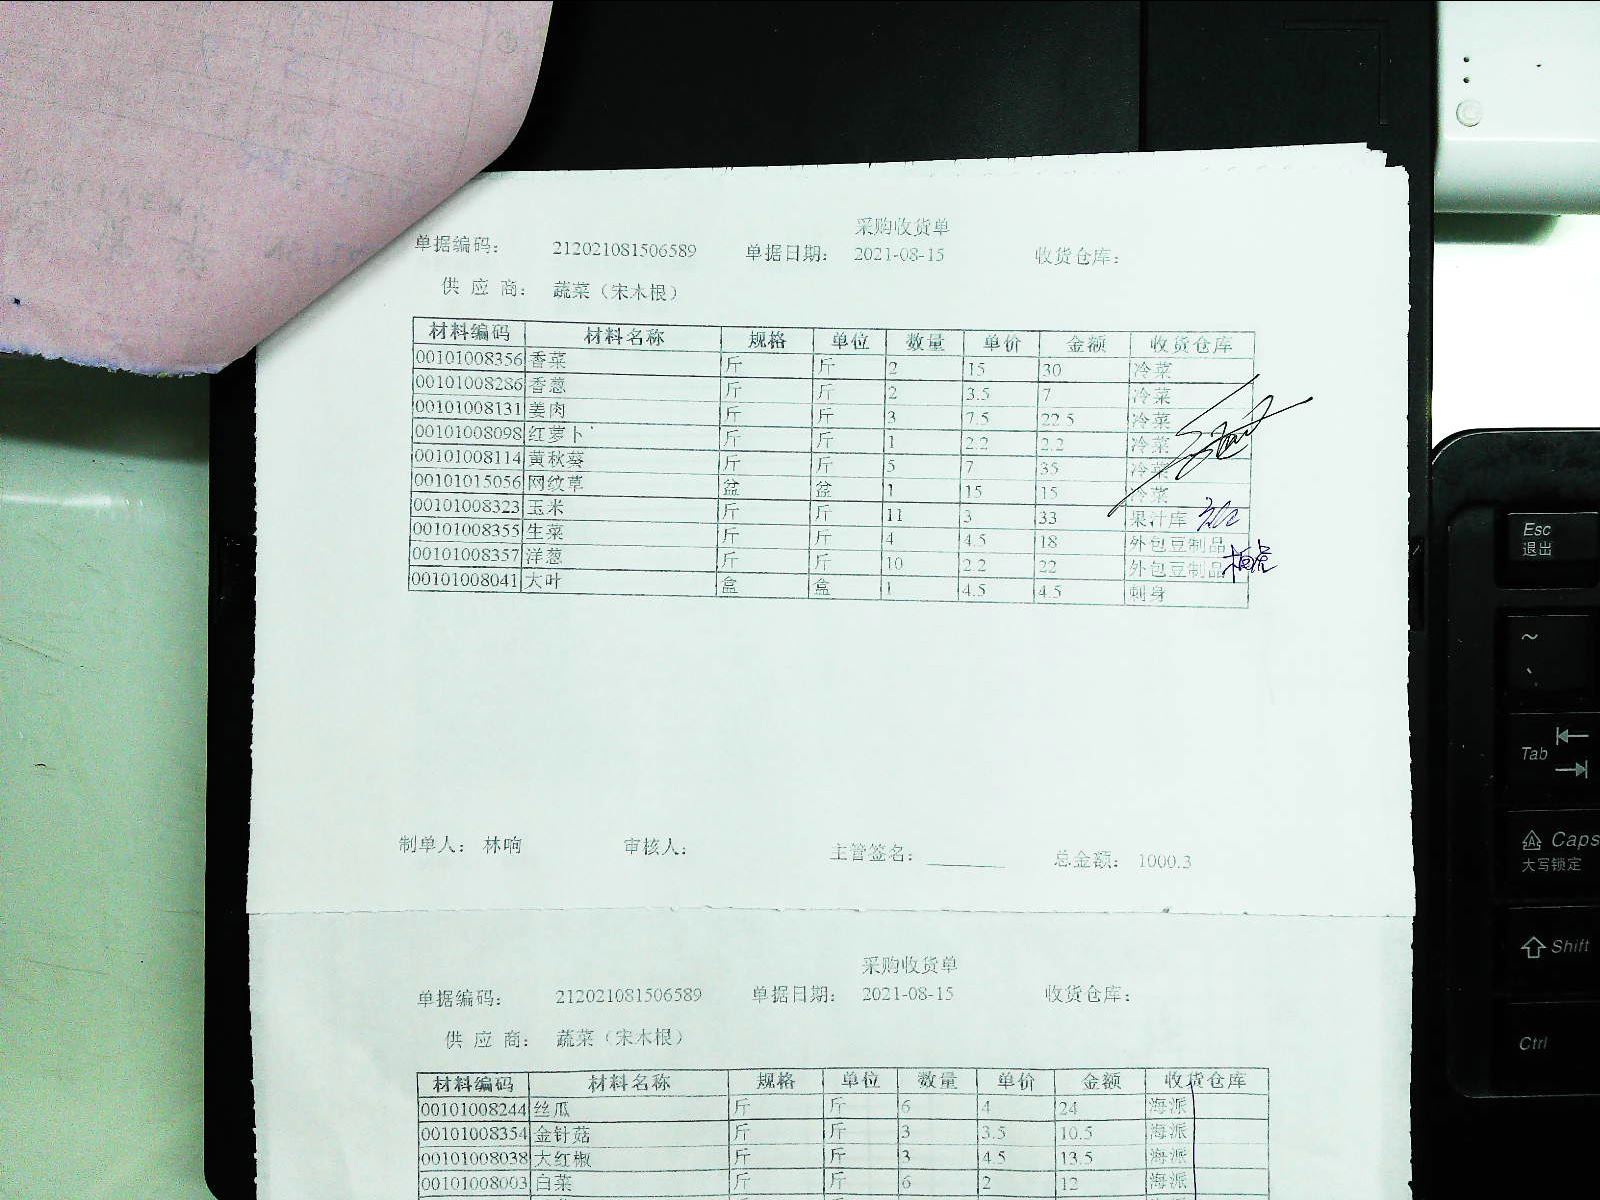 采购收货单
单据编码： 212021081506589 单据日期： 2021-08-15 收货仓库：
供 应 商： 蔬菜（宋木根）
材料编码 材料名称 规格 单位 数量 单价 金额 收货仓库
00101008356 香菜 斤 斤 2 15 30 冷菜
00101008286 香葱 斤 斤 2 3.5 7 冷菜
00101008131 姜肉 斤 斤 3 7.5 22.5 冷菜
00101008098 红萝卜 斤 斤 1 2.2 2.2 冷菜
00101008114 黄秋葵 斤 斤 5 7 35 冷菜
00101015056 网纹草 盆 盆 1 15 15 冷菜
00101008323 玉米 斤 斤 11 3 33 果汁库
00101008355 生菜 斤 斤 4 4.5 18 外包豆制品
00101008357 洋葱 斤 斤 10 2.2 22 外包豆制品
00101008041 大叶 盒 盒 1 4.5 4.5 刺身
制单人： 林响 审核人： 主管签名： 总金额： 1000.3
采购收货单
单据编码： 212021081506589 单据日期： 2021-08-15 收货仓库：
供 应 商： 蔬菜（宋木根）
材料编码 材料名称 规格 单位 数量 单价 金额 收货仓库
00101008244 丝瓜 斤 斤 6 4 24 海派
00101008354 金针菇 斤 斤 3 3.5 10.5 海派
00101008038 大红椒 斤 斤 3 4.5 13.5 海派
00101008003 白菜 斤 斤 6 2 12 海派
Esc
退出
~
Tab
Caps
大写锁定
Shift
Ctrl